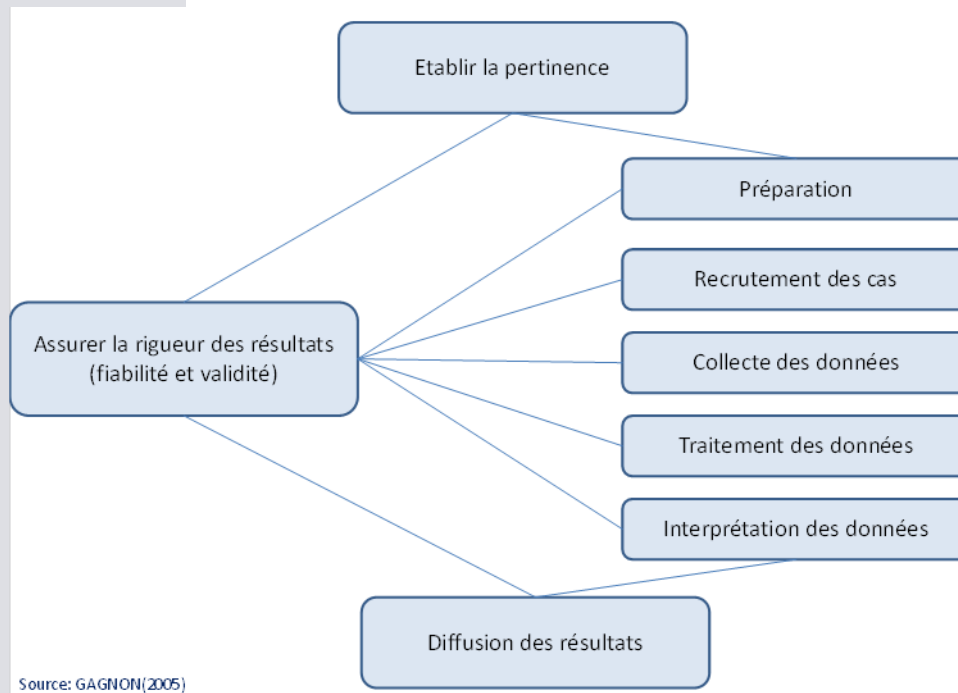 Etablir la pertinence
Préparation
Recrutement des cas
Assurer la rigueur des résultats
(fiabilité et validité)
Collecte des données
Traitement des données
Interprétation des données
Diffusion des résultats
Source: GAGNON(2005)